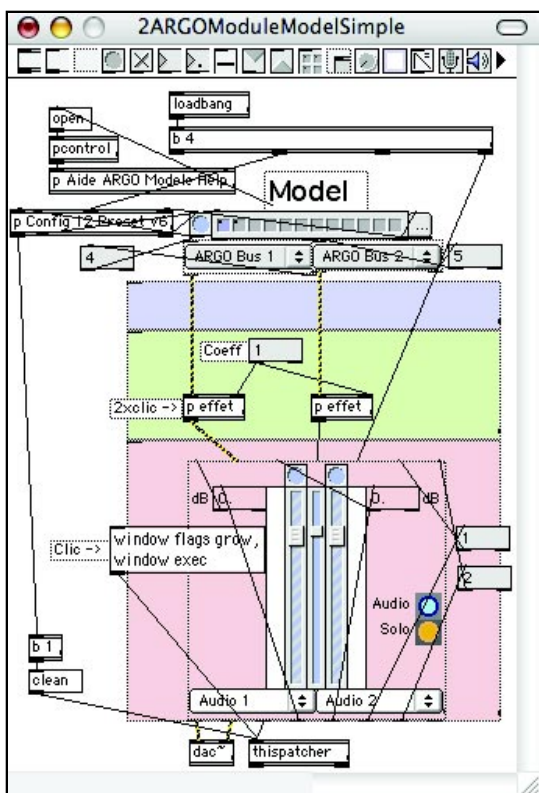 2ARGOModuleModelSimple
loadbang
open
b 4
pcontrol
p Aide ARGO Modele Help
Model
p Config 12 Preset v6
...
4
ARGO Bus 1
ARGO Bus 2
5
Coeff
1
2xclic ->
p effet
p effet
dB
0.
0.
dB
Clic ->
window flags grow,
window exec
1
2
Audio
Solo
b 1
clean
Audio 1
Audio 2
dac~
thispatcher